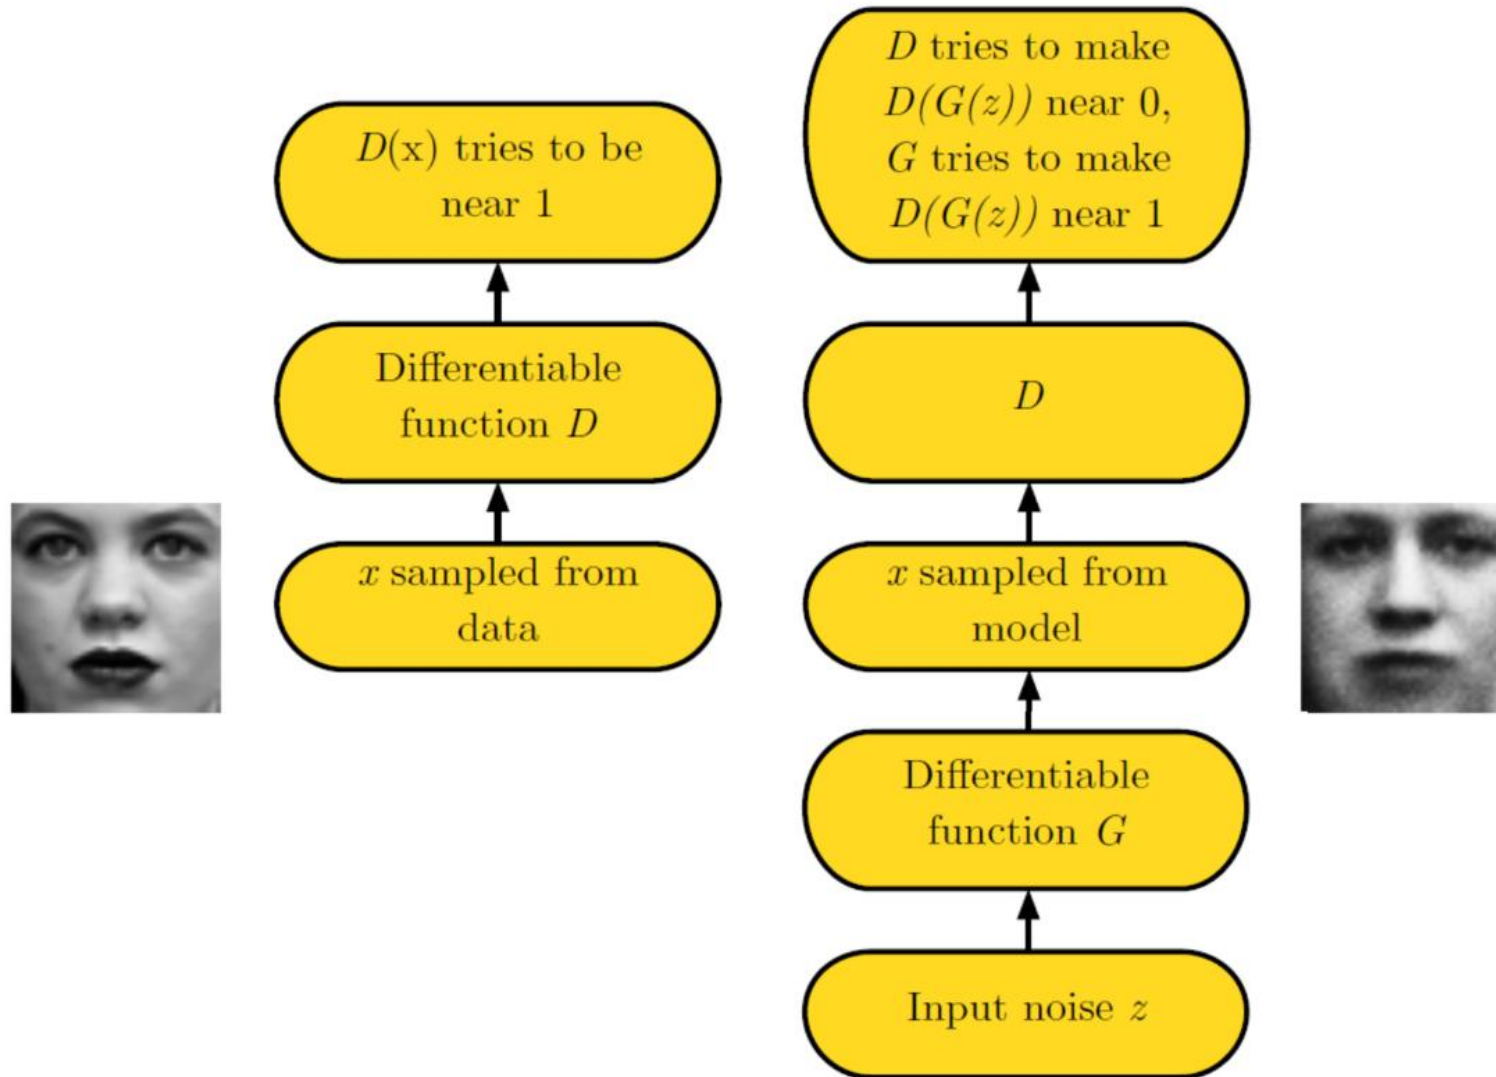 D(x) tries to be
near 1
Differentiable
function D
x sampled from
data
D tries to make
D(G(z)) near 0,
G tries to make
D(G(z)) near 1
D
x sampled from
model
Differentiable
function G
Input noise z